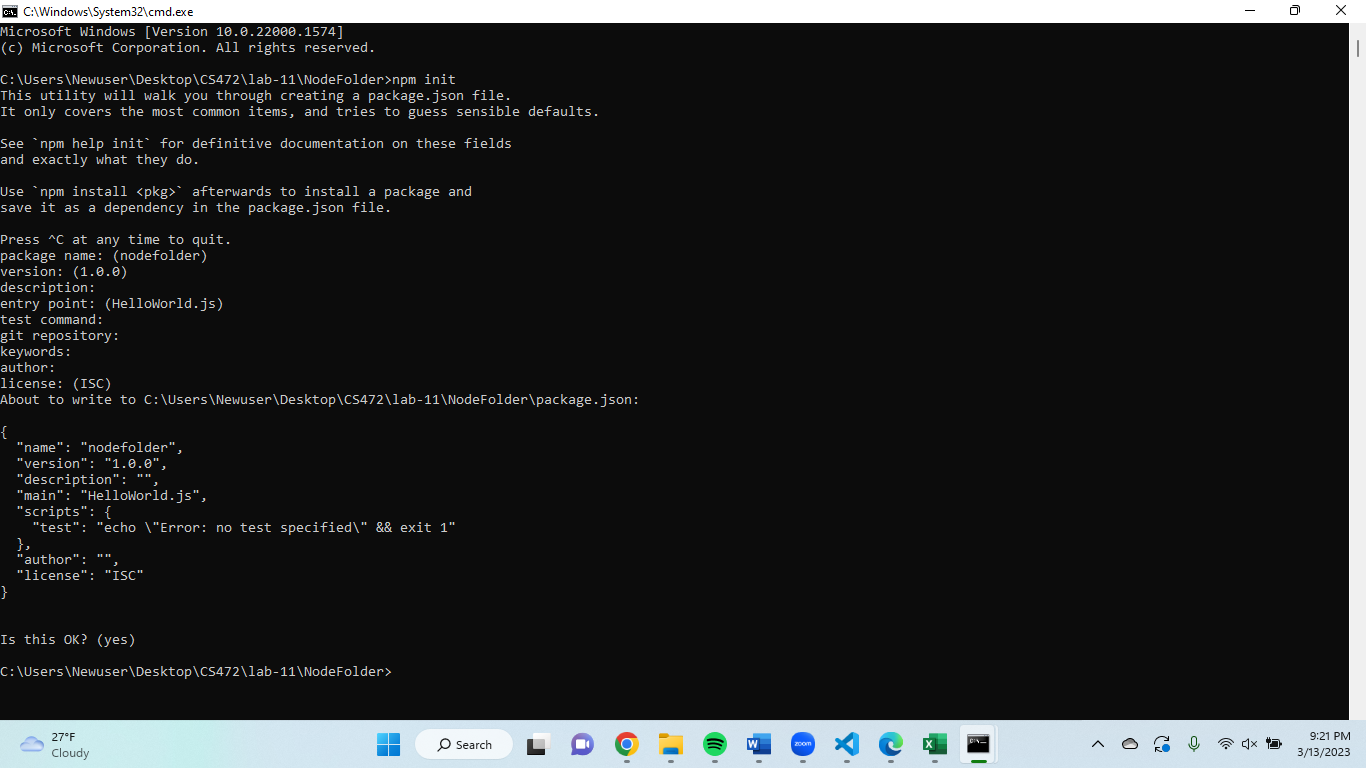 C:\Windows\System32\cmd.exe
Microsoft Windows [Version 10.0.22000.1574]
(c) Microsoft Corporation. All rights reserved.
C:\Users\Newuser\Desktop\CS472\lab-11\NodeFolder>npm init
This utility will walk you through creating a package.json file.
It only covers the most common items, and tries to guess sensible defaults.
See `npm help init` for definitive documentation on these fields
and exactly what they do.
Use `npm install <pkg>` afterwards to install a package and
save it as a dependency in the package.json file.
Press ^C at any time to quit.
package name: (nodefolder)
version: (1.0.0)
description:
entry point: (HelloWorld.js)
test command:
git repository:
keywords:
author:
license: (ISC)
About to write to C:\Users\Newuser\Desktop\CS472\lab-11\NodeFolder\package.json:
{
  "name": "nodefolder",
  "version": "1.0.0",
  "description": "",
  "main": "HelloWorld.js",
  "scripts": {
    "test": "echo \"Error: no test specified\" && exit 1"
  },
  "author": "",
  "license": "ISC"
}
Is this OK? (yes)
C:\Users\Newuser\Desktop\CS472\lab-11\NodeFolder>
27°F
Cloudy
Search
zoom
9:21 PM
3/13/2023